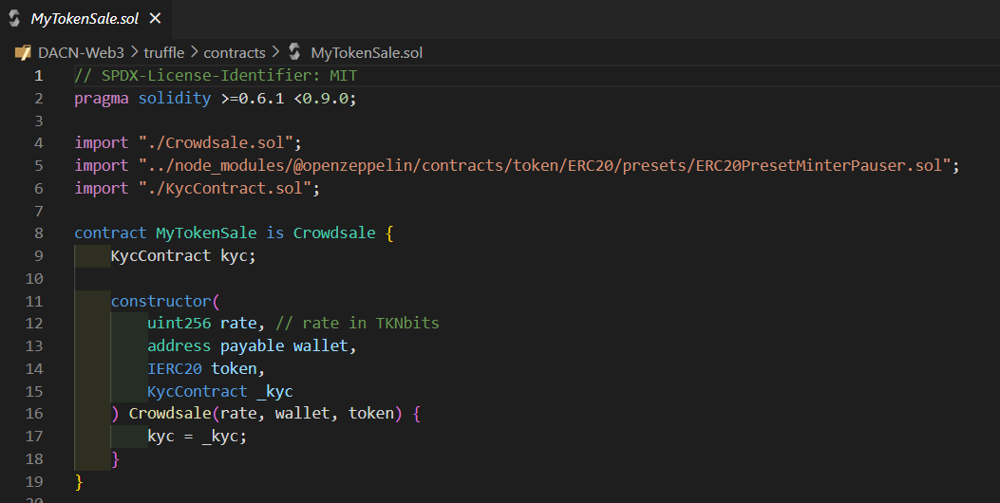 MyTokenSale.sol ✕
DACN-Web3 > truffle > contracts > MyTokenSale.sol
1 // SPDX-License-Identifier: MIT
2 pragma solidity >=0.6.1 <0.9.0;
3
4 import "./Crowdsale.sol";
5 import "../node_modules/@openzeppelin/contracts/token/ERC20/presets/ERC20PresetMinterPauser.sol";
6 import "./KycContract.sol";
7
8 contract MyTokenSale is Crowdsale {
9     KycContract kyc;
10
11     constructor(
12         uint256 rate, // rate in TKNbits
13         address payable wallet,
14         IERC20 token,
15         KycContract _kyc
16     ) Crowdsale(rate, wallet, token) {
17         kyc = _kyc;
18     }
19 }
20